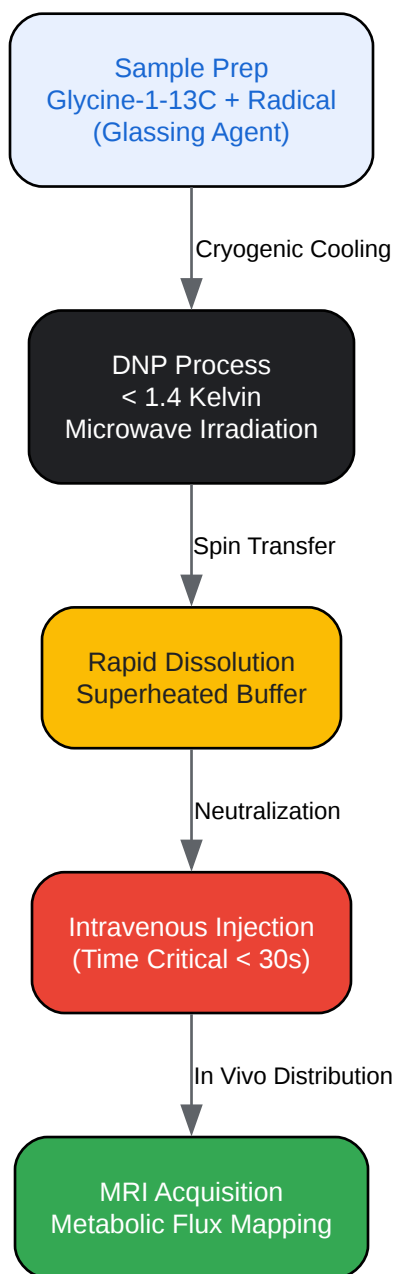 Sample Prep
Glycine-1-13C + Radical
(Glassing Agent)
Cryogenic Cooling
DNP Process
< 1.4 Kelvin
Microwave Irradiation
Spin Transfer
Rapid Dissolution
Superheated Buffer
Neutralization
Intravenous Injection
(Time Critical < 30s)
In Vivo Distribution
MRI Acquisition
Metabolic Flux Mapping